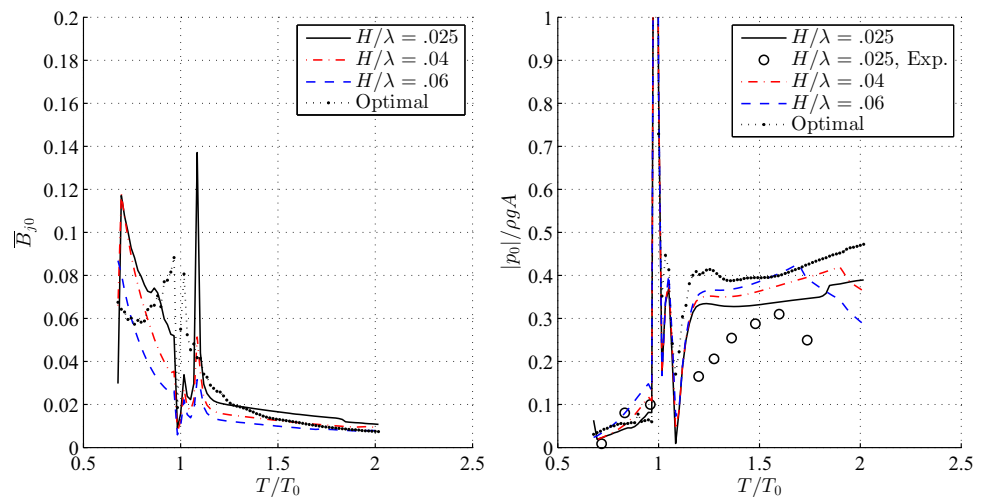 0.2
0.18
0.16
0.14
0.12
0.1
0.08
0.06
0.04
0.02
0
0.5
1
1.5
2
2.5
T/T₀
B̅ⱼ₀
H/λ = .025
H/λ = .04
H/λ = .06
Optimal
1
0.9
0.8
0.7
0.6
0.5
0.4
0.3
0.2
0.1
0
0.5
1
1.5
2
2.5
T/T₀
|p₀|/ρgA
H/λ = .025
H/λ = .025, Exp.
H/λ = .04
H/λ = .06
Optimal